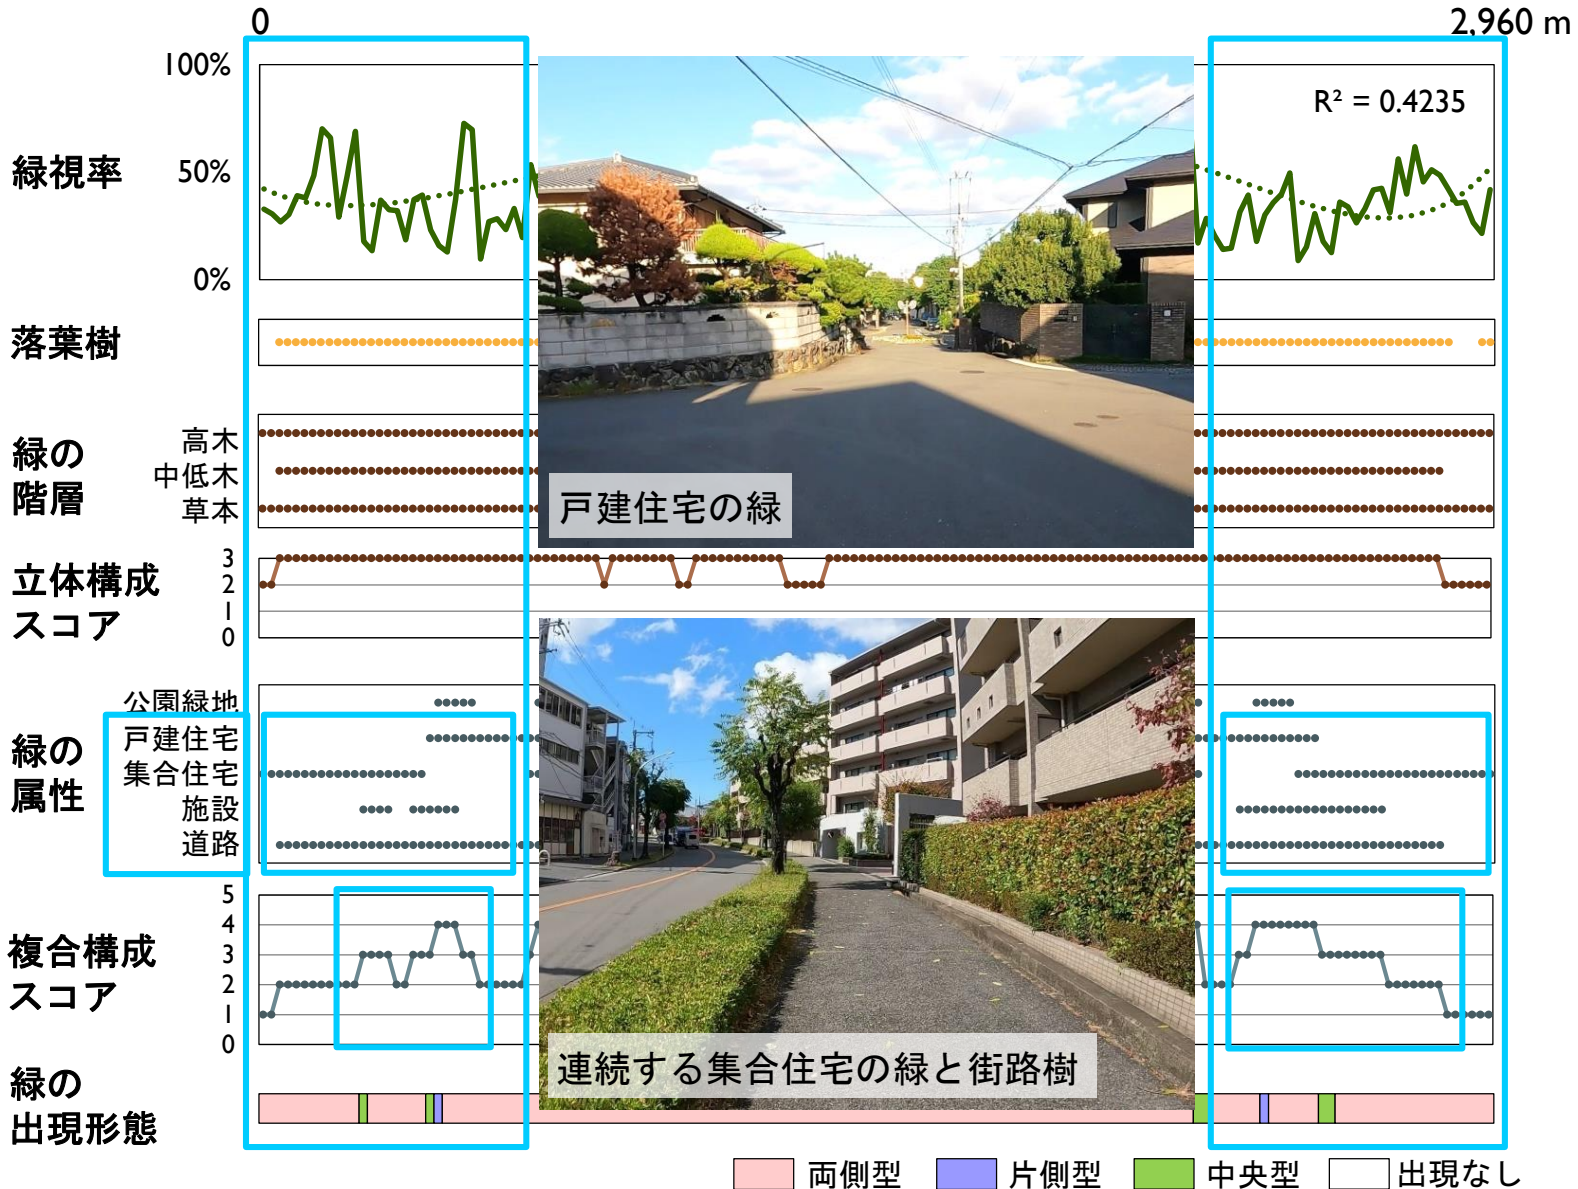 0
2,960 m
100%
緑視率
50%
0%
R² = 0.4235
落葉樹
緑の
階層
高木
中低木
草本
戸建住宅の緑
立体構成
スコア
3
2
1
0
緑の
属性
公園緑地
戸建住宅
集合住宅
施設
道路
複合構成
スコア
5
4
3
2
1
0
連続する集合住宅の緑と街路樹
緑の
出現形態
両側型
片側型
中央型
出現なし